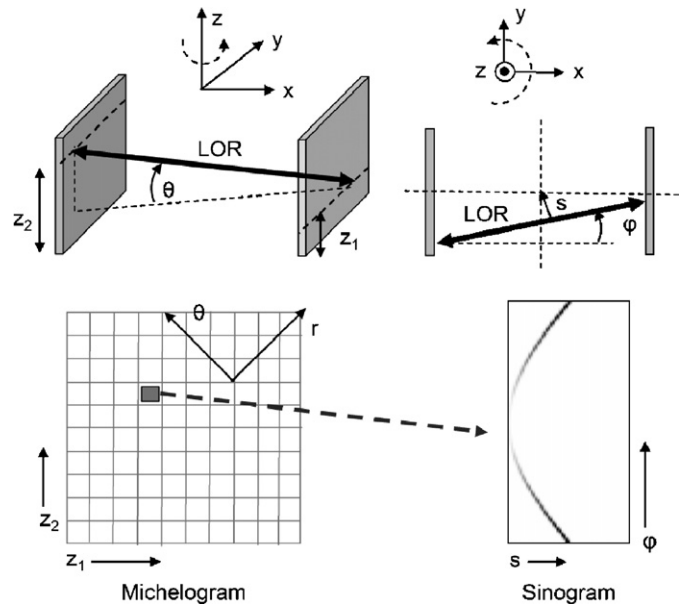 z
y
x
LOR
θ
z2
z1
y
z
x
LOR
s
φ
θ
r
z2
z1
Michelogram
s
φ
Sinogram